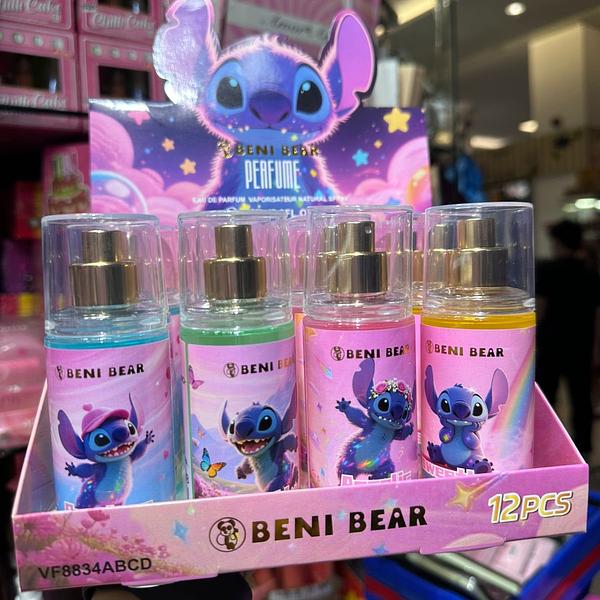 BENI BEAR
PERFUME
EAU DE PARFUM VAPORISATEUR NATURAL SPRAY
BENI BEAR
BENI BEAR
BENI BEAR
BENI BEAR
BENI BEAR
12PCS
VF8834ABCD